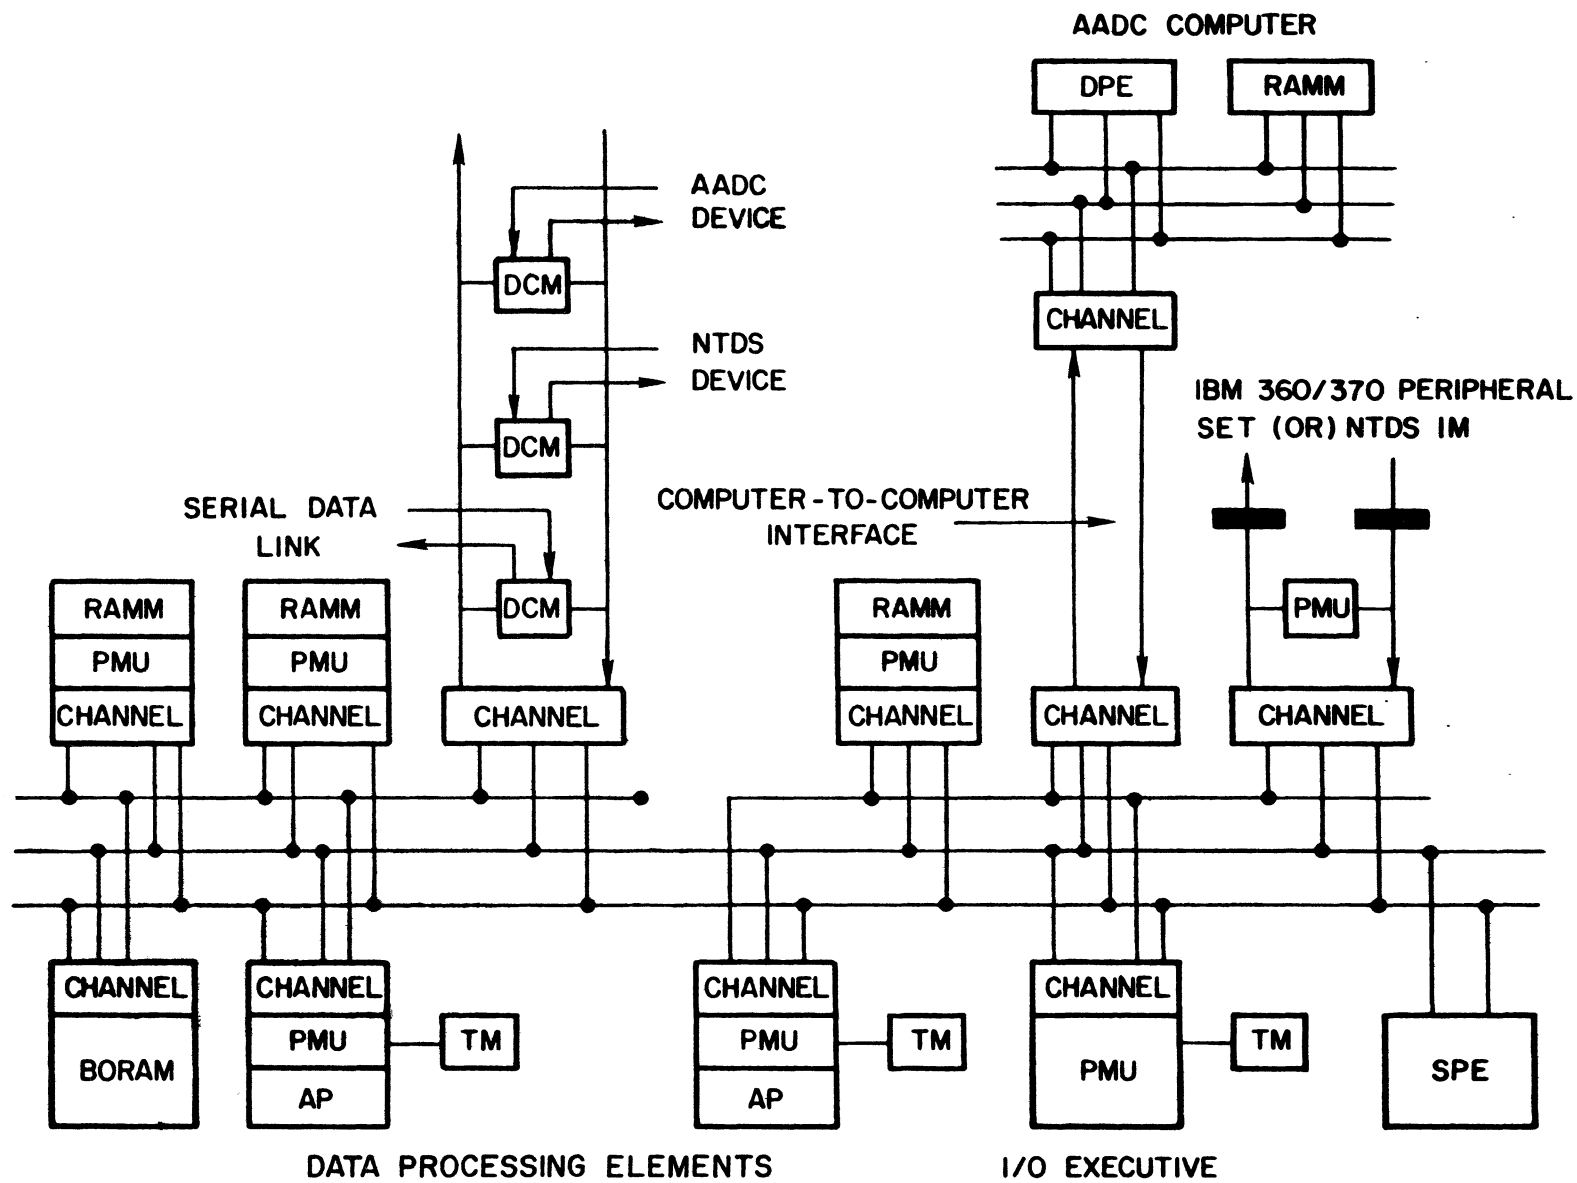 AADC COMPUTER
DPE
RAMM
AADC
DEVICE
DCM
CHANNEL
NTDS
DEVICE
DCM
IBM 360/370 PERIPHERAL
SET (OR) NTDS IM
SERIAL DATA
LINK
COMPUTER-TO-COMPUTER
INTERFACE
DCM
PMU
RAMM
PMU
CHANNEL
RAMM
PMU
CHANNEL
CHANNEL
RAMM
PMU
CHANNEL
CHANNEL
CHANNEL
CHANNEL
BORAM
CHANNEL
PMU
AP
TM
CHANNEL
PMU
AP
TM
CHANNEL
PMU
TM
SPE
DATA PROCESSING ELEMENTS
I/O EXECUTIVE